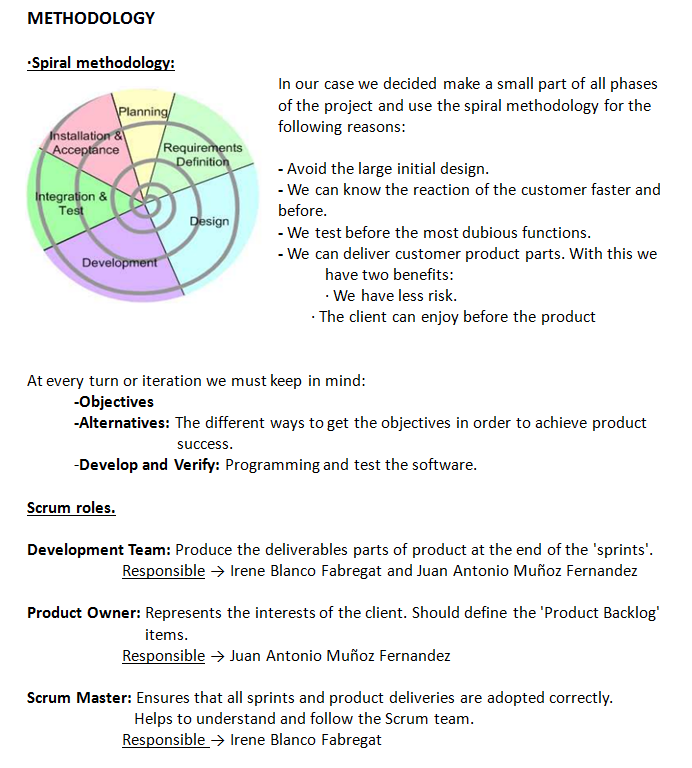 METHODOLOGY
·Spiral methodology:
Planning
Installation &
Acceptance
Requirements
Definition
Integration &
Test
Design
Development
In our case we decided make a small part of all phases
of the project and use the spiral methodology for the
following reasons:
- Avoid the large initial design.
- We can know the reaction of the customer faster and
before.
- We test before the most dubious functions.
- We can deliver customer product parts. With this we
have two benefits:
· We have less risk.
· The client can enjoy before the product
At every turn or iteration we must keep in mind:
-Objectives
-Alternatives: The different ways to get the objectives in order to achieve product
success.
-Develop and Verify: Programming and test the software.
Scrum roles.
Development Team: Produce the deliverables parts of product at the end of the 'sprints'.
Responsible → Irene Blanco Fabregat and Juan Antonio Muñoz Fernandez
Product Owner: Represents the interests of the client. Should define the 'Product Backlog'
items.
Responsible → Juan Antonio Muñoz Fernandez
Scrum Master: Ensures that all sprints and product deliveries are adopted correctly.
Helps to understand and follow the Scrum team.
Responsible → Irene Blanco Fabregat